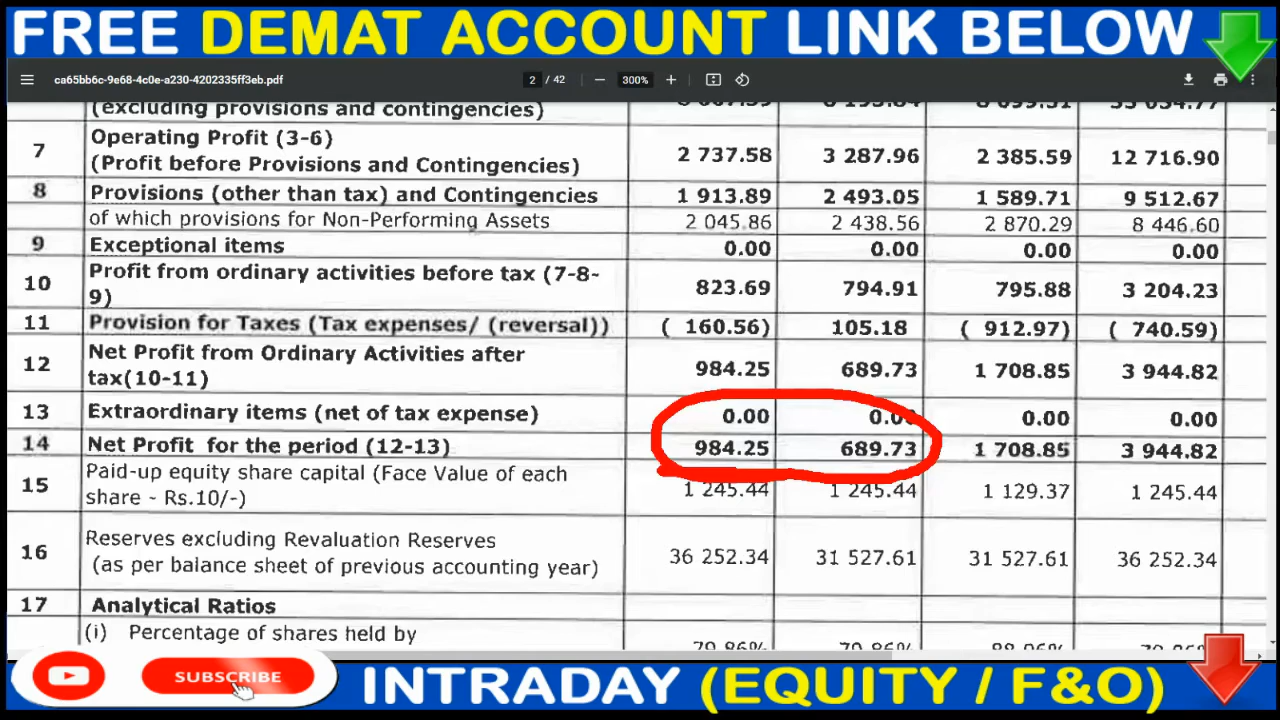 FREE DEMAT ACCOUNT LINK BELOW
ca65bb6c-9e68-4c0e-a230-4202335ff3eb.pdf 2 / 42 − 300% +
(excluding provisions and contingencies)
7 Operating Profit (3-6)
(Profit before Provisions and Contingencies) 2 737.58 3 287.96 2 385.59 12 716.90
8 Provisions (other than tax) and Contingencies 1 913.89 2 493.05 1 589.71 9 512.67
of which provisions for Non-Performing Assets 2 045.86 2 438.56 2 870.29 8 446.60
9 Exceptional items 0.00 0.00 0.00 0.00
10 Profit from ordinary activities before tax (7-8-
9) 823.69 794.91 795.88 3 204.23
11 Provision for Taxes (Tax expenses/ (reversal)) ( 160.56) 105.18 ( 912.97) ( 740.59)
12 Net Profit from Ordinary Activities after
tax(10-11) 984.25 689.73 1 708.85 3 944.82
13 Extraordinary items (net of tax expense) 0.00 0.00 0.00 0.00
14 Net Profit for the period (12-13) 984.25 689.73 1 708.85 3 944.82
15 Paid-up equity share capital (Face Value of each
share - Rs.10/-) 1 245.44 1 245.44 1 129.37 1 245.44
16 Reserves excluding Revaluation Reserves
(as per balance sheet of previous accounting year) 36 252.34 31 527.61 31 527.61 36 252.34
17 Analytical Ratios
(i) Percentage of shares held by
SUBSCRIBE
INTRADAY (EQUITY / F&O)